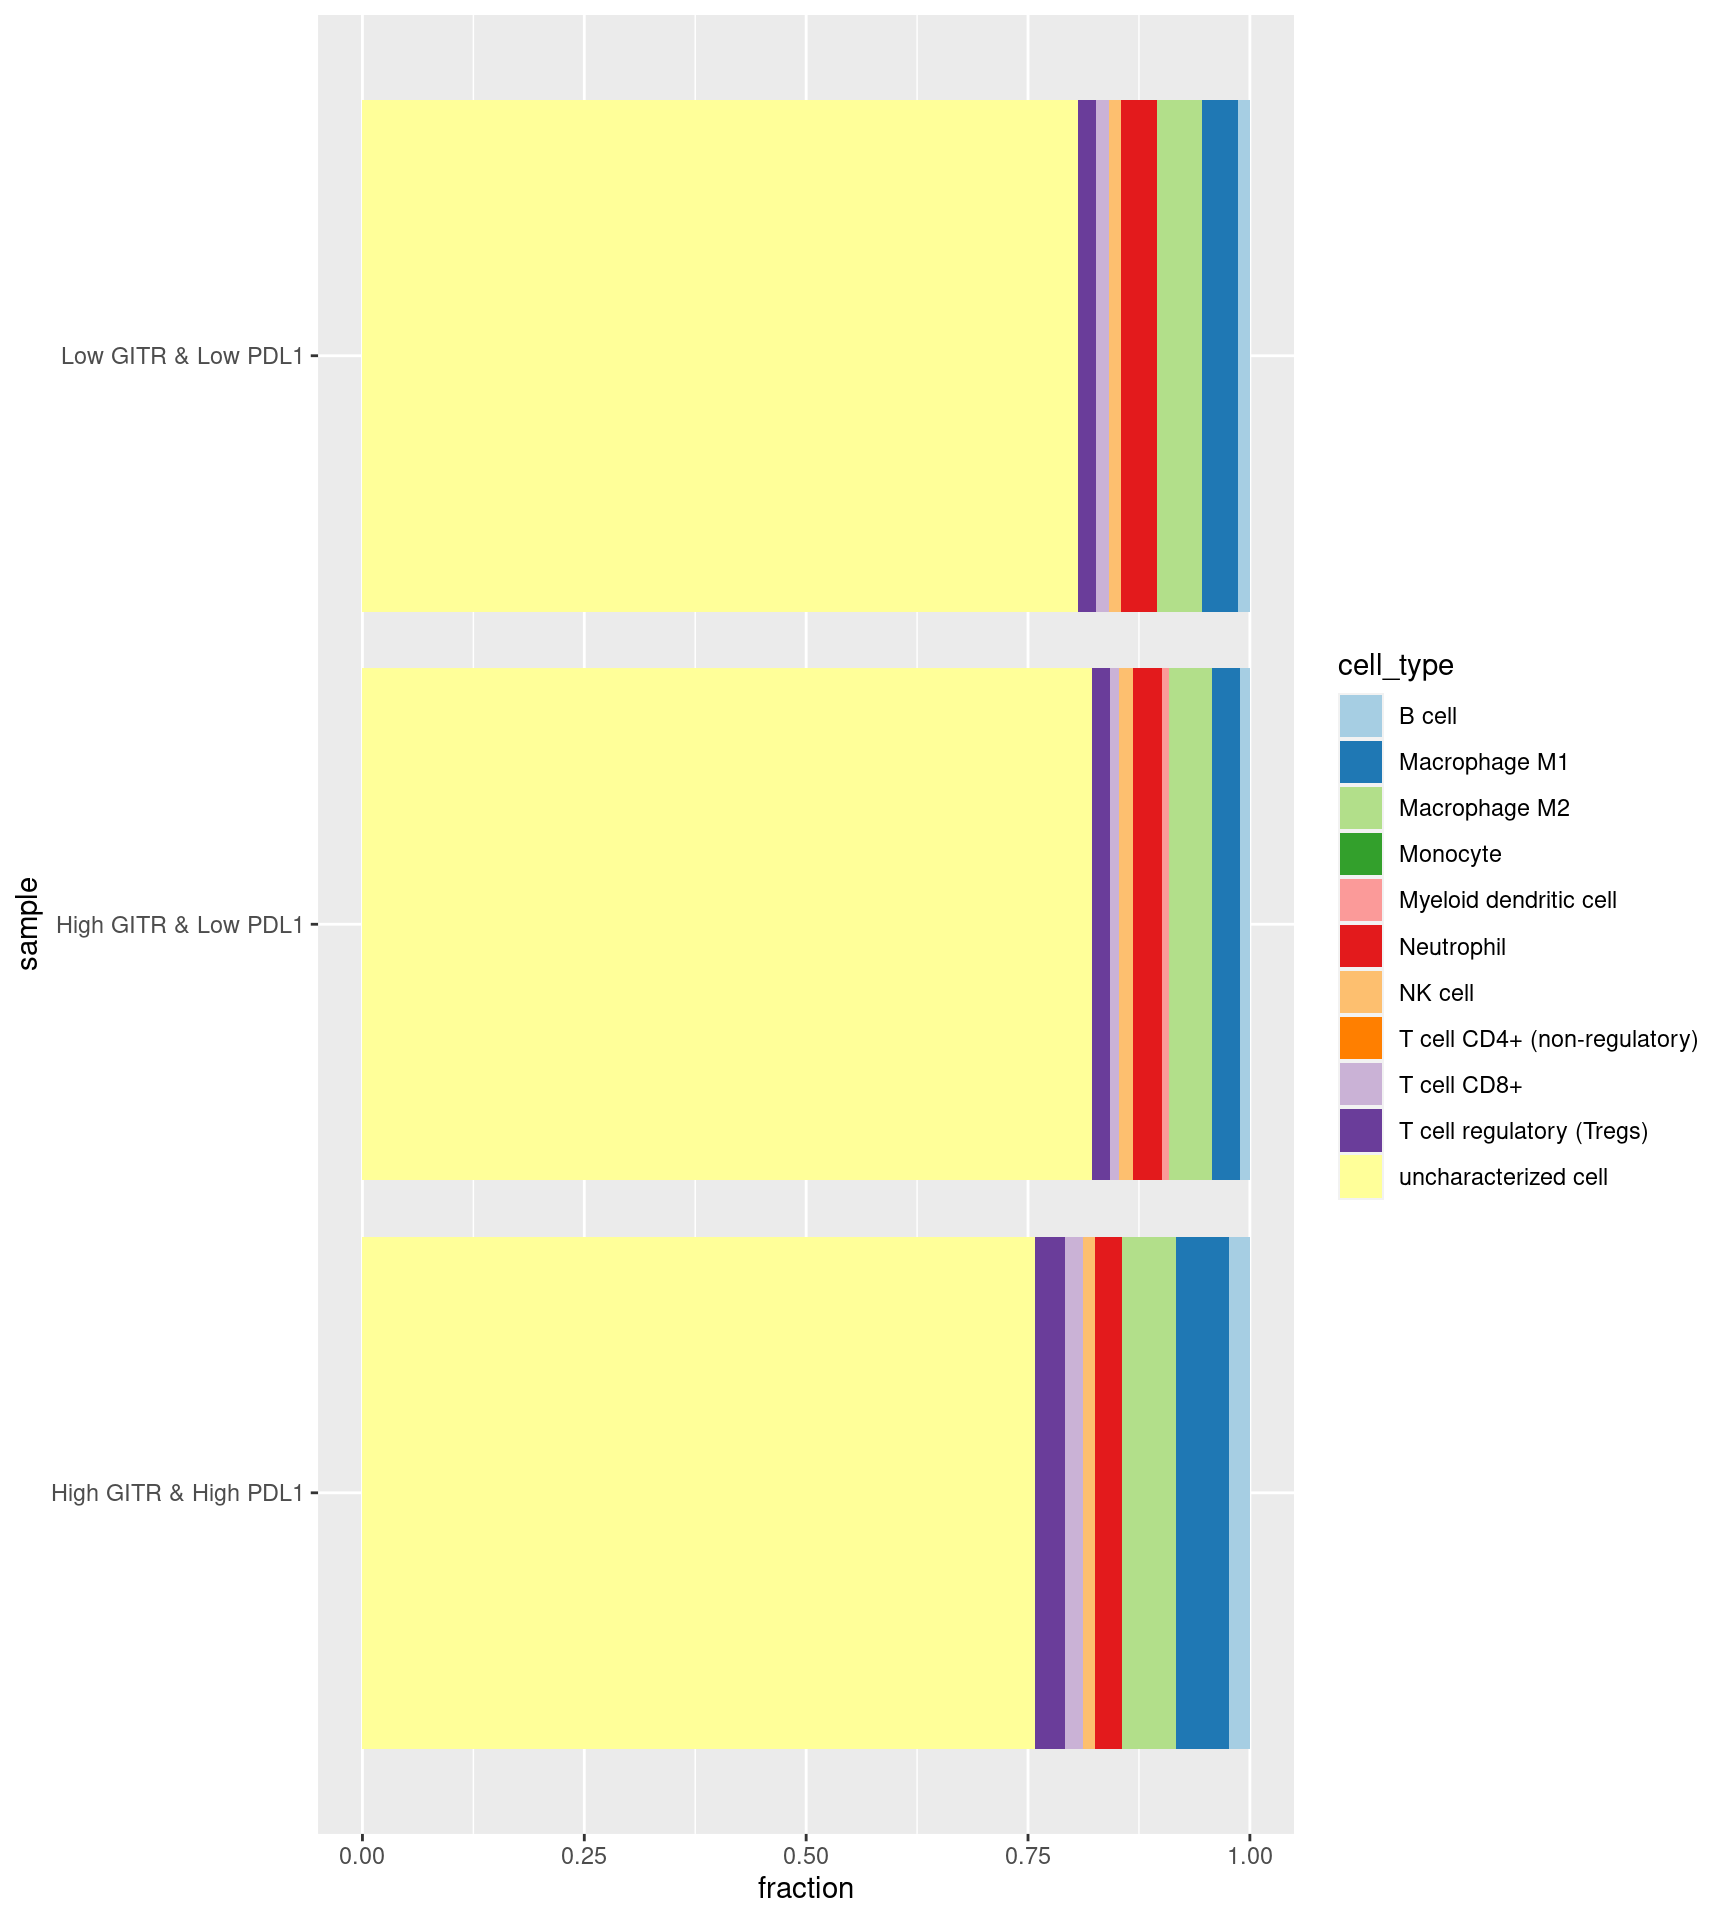 sample
Low GITR & Low PDL1
High GITR & Low PDL1
High GITR & High PDL1
0.00 0.25 0.50 0.75 1.00
fraction
cell_type
B cell
Macrophage M1
Macrophage M2
Monocyte
Myeloid dendritic cell
Neutrophil
NK cell
T cell CD4+ (non-regulatory)
T cell CD8+
T cell regulatory (Tregs)
uncharacterized cell